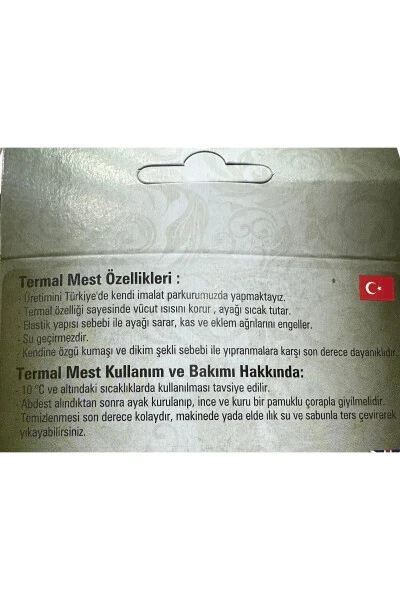 Termal Mest Özellikleri :
- Üretimini Türkiye'de kendi imalat parkurumuzda yapmaktayız.
- Termal özelliği sayesinde vücut ısısını korur , ayağı sıcak tutar.
- Elastik yapısı sebebi ile ayağı sarar, kas ve eklem ağrılarını engeller.
- Su geçirmezdir.
- Kendine özgü kumaşı ve dikim şekli sebebi ile yıpranmalara karşı son derece dayanıklıdır.
Termal Mest Kullanım ve Bakımı Hakkında:
- 10 °C ve altındaki sıcaklıklarda kullanılması tavsiye edilir.
- Abdest alındıktan sonra ayak kurulanıp, ince ve kuru bir pamuklu çorapla giyilmelidir.
- Temizlenmesi son derece kolaydır, makinede yada elde ılık su ve sabunla ters çevirerek
yıkayabilirsiniz.